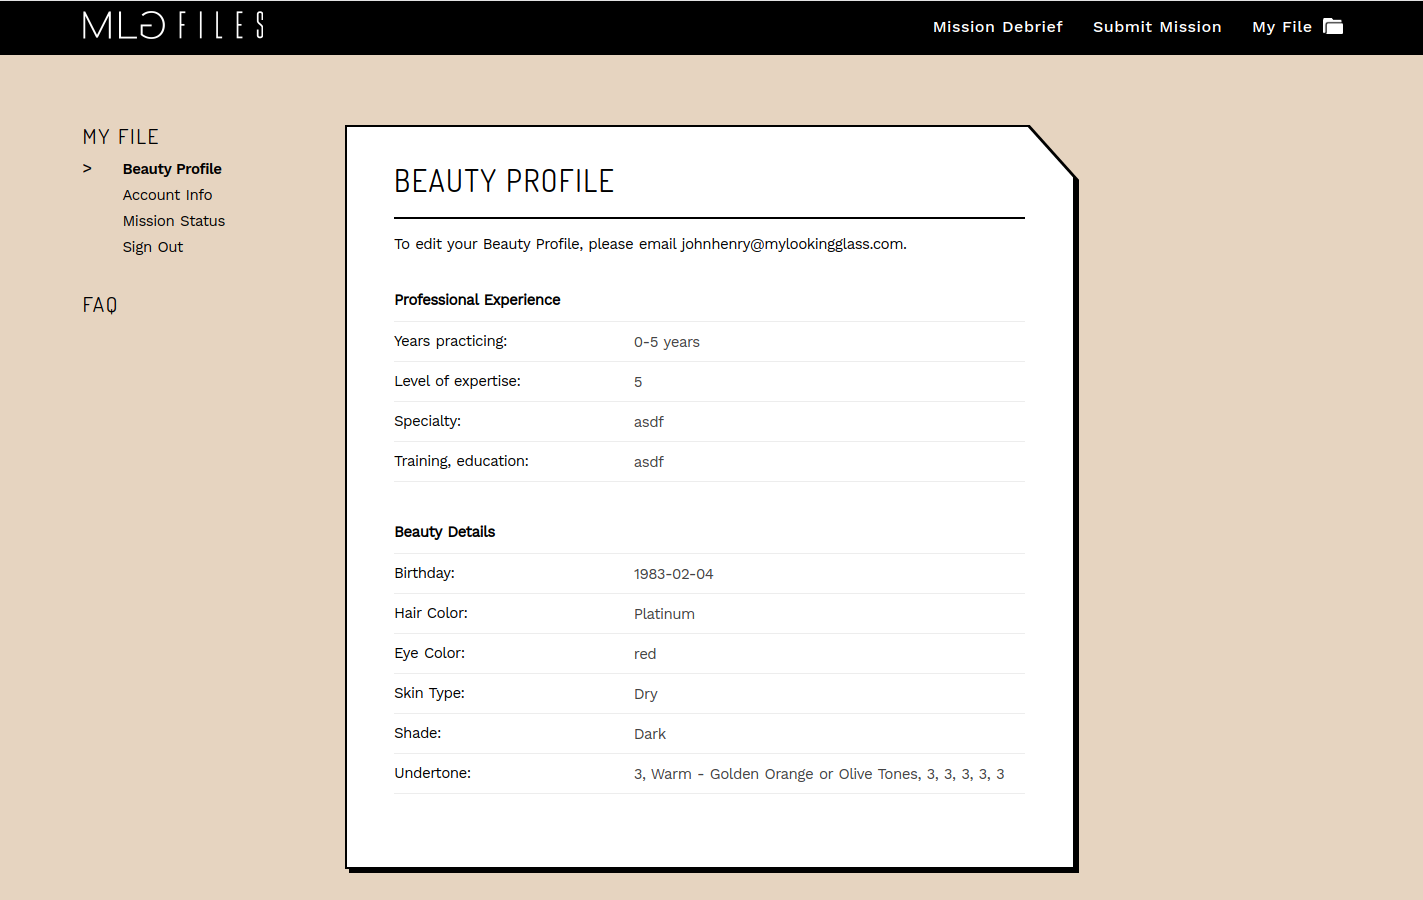 MLG FILES
Mission Debrief Submit Mission My File
MY FILE
> Beauty Profile
Account Info
Mission Status
Sign Out
FAQ
BEAUTY PROFILE
To edit your Beauty Profile, please email johnhenry@mylookingglass.com.
Professional Experience
Years practicing: 0-5 years
Level of expertise: 5
Specialty: asdf
Training, education: asdf
Beauty Details
Birthday: 1983-02-04
Hair Color: Platinum
Eye Color: red
Skin Type: Dry
Shade: Dark
Undertone: 3, Warm - Golden Orange or Olive Tones, 3, 3, 3, 3, 3